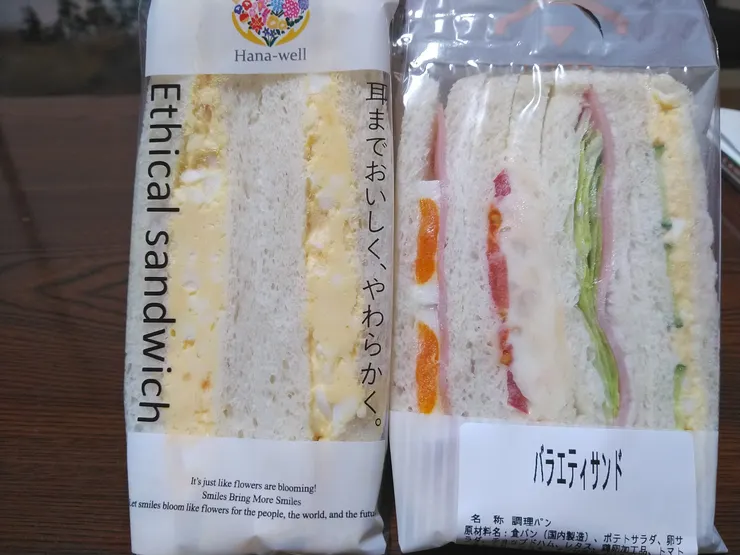 Hana-well
Ethical sandwich
耳までおいしく、やわらかく。
It's just like flowers are blooming!
Smiles Bring More Smiles
Let smiles bloom like flowers for the people, the world, and the futu
バラエティサンド
名 称 調理パン
原材料名：食パン（国内製造）、ポテトサラダ、卵サ